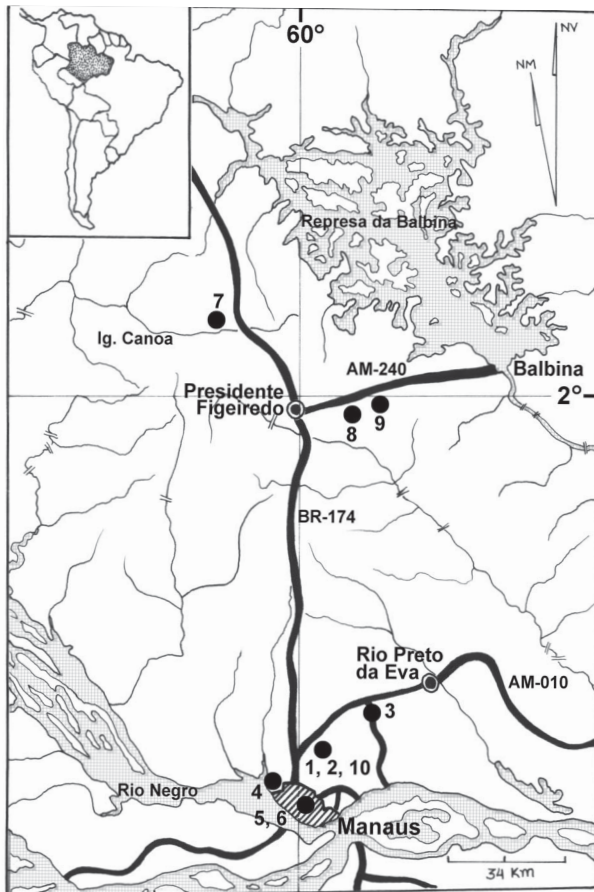 60°
NV
NM
Represa da Balbina
7
Ig. Canoa
AM-240
Balbina
Presidente
Figeiredo
2°
8
9
BR-174
Rio Preto
da Eva
AM-010
3
1, 2, 10
Rio Negro
4
5, 6
Manaus
34 KM